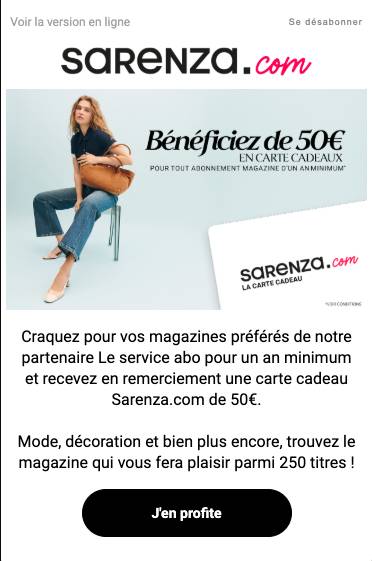 Voir la version en ligne
Se désabonner
sarenza.com
Bénéficiez de 50€
EN CARTE CADEAUX
POUR TOUT ABONNEMENT MAGAZINE D'UN AN MINIMUM*
sarenza.com
LA CARTE CADEAU
*VOIR CONDITIONS
Craquez pour vos magazines préférés de notre
partenaire Le service abo pour un an minimum
et recevez en remerciement une carte cadeau
Sarenza.com de 50€.
Mode, décoration et bien plus encore, trouvez le
magazine qui vous fera plaisir parmi 250 titres !
J'en profite